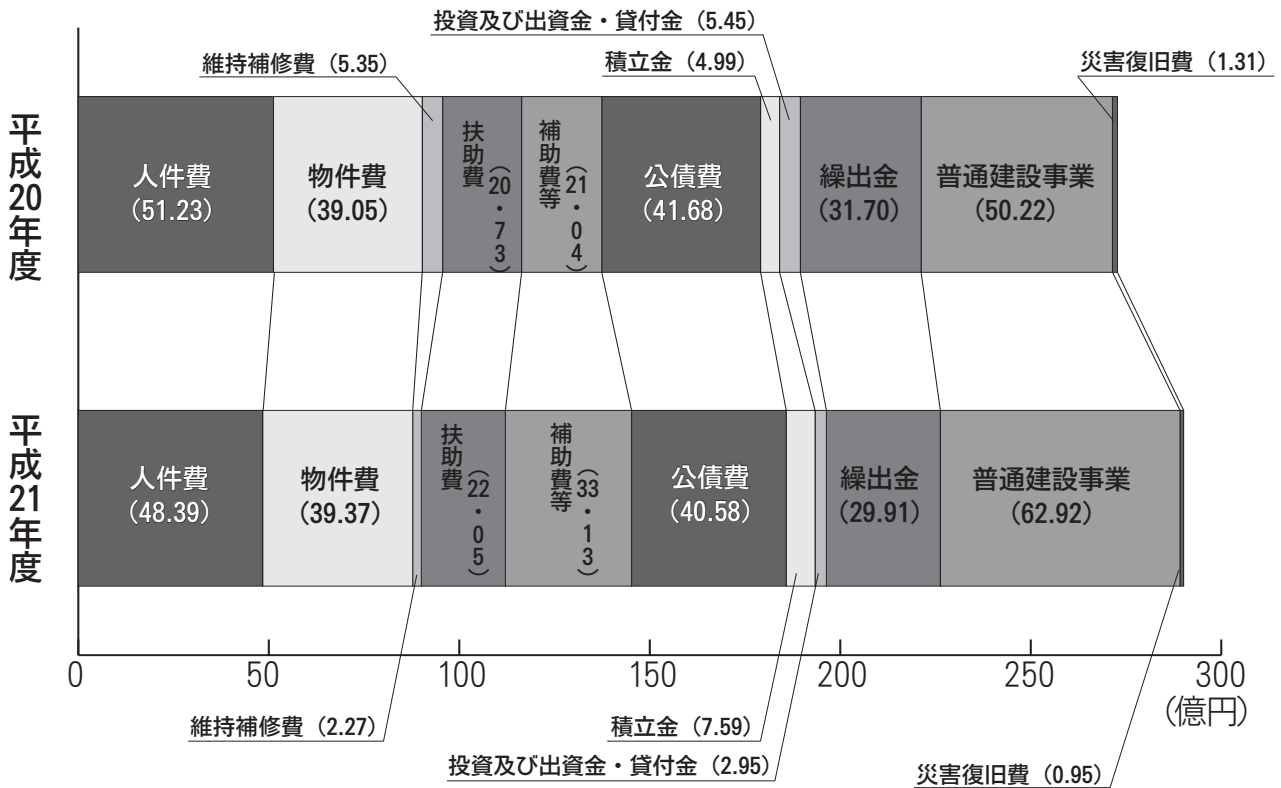 投資及び出資金・貸付金（5.45）
維持補修費（5.35）
積立金（4.99）
災害復旧費（1.31）
平成20年度
人件費
（51.23）
物件費
（39.05）
扶助費
（20・73）
補助費等
（21・04）
公債費
（41.68）
繰出金
（31.70）
普通建設事業
（50.22）
平成21年度
人件費
（48.39）
物件費
（39.37）
扶助費
（22・05）
補助費等
（33・13）
公債費
（40.58）
繰出金
（29.91）
普通建設事業
（62.92）
0 50 100 150 200 250 300
（億円）
維持補修費（2.27）
積立金（7.59）
投資及び出資金・貸付金（2.95）
災害復旧費（0.95）